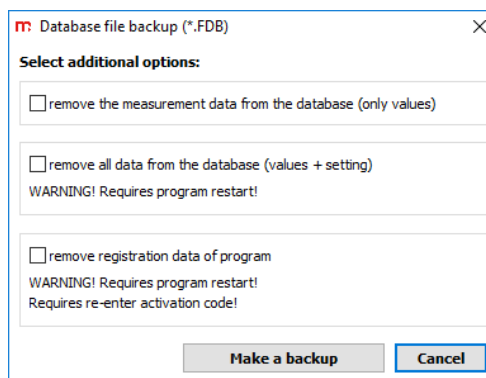 Database file backup (*.FDB)
Select additional options:
remove the measurement data from the database (only values)
remove all data from the database (values + setting)
WARNING! Requires program restart!
remove registration data of program
WARNING! Requires program restart!
Requires re-enter activation code!
Make a backup
Cancel